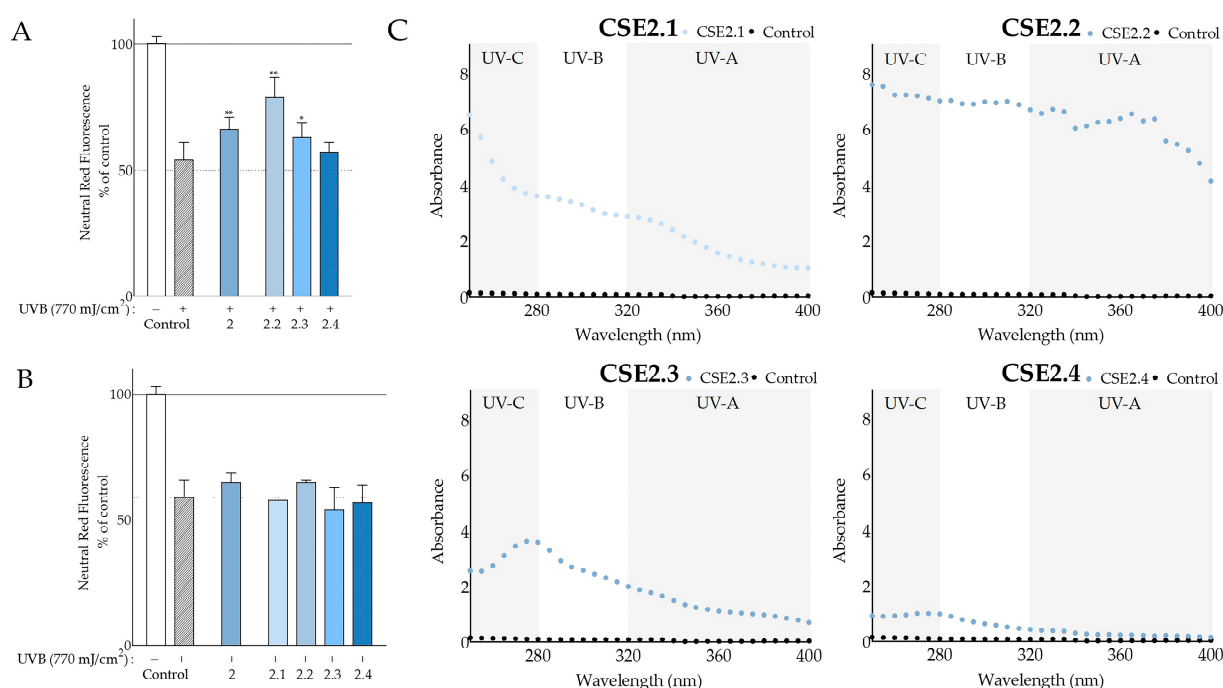 A
Neutral Red Fluorescence
% of control
100
50
0
** ** *
UVB (770 mJ/cm²) : – + + + + +
Control 2 2.2 2.3 2.4
B
Neutral Red Fluorescence
% of control
100
50
0
UVB (770 mJ/cm²) : – – – – – – –
Control 2 2.1 2.2 2.3 2.4
C
CSE2.1 CSE2.1 Control
UV-C UV-B UV-A
Absorbance
8
6
4
2
0
280 320 360 400
Wavelength (nm)
CSE2.2 CSE2.2 Control
UV-C UV-B UV-A
Absorbance
8
6
4
2
0
280 320 360 400
Wavelength (nm)
CSE2.3 CSE2.3 Control
UV-C UV-B UV-A
Absorbance
8
6
4
2
0
280 320 360 400
Wavelength (nm)
CSE2.4 CSE2.4 Control
UV-C UV-B UV-A
Absorbance
8
6
4
2
0
280 320 360 400
Wavelength (nm)